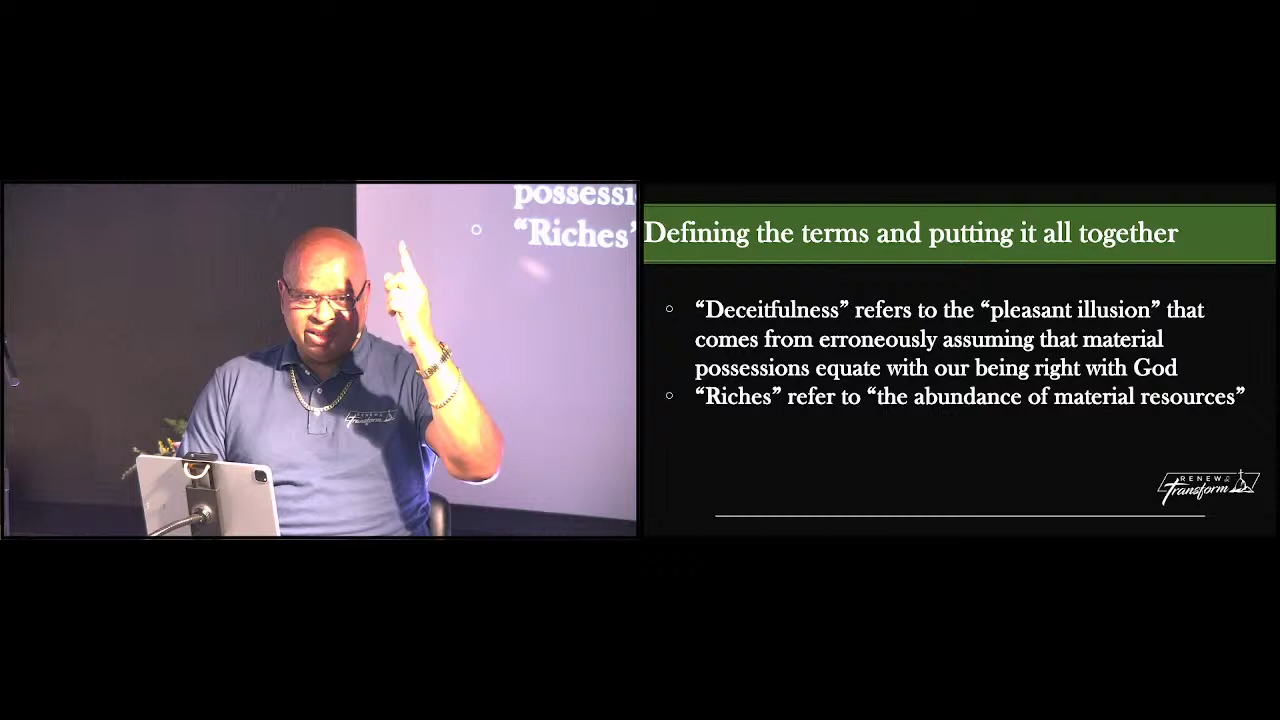 possessi
“Riches”
RENEW &
Transform
Defining the terms and putting it all together
“Deceitfulness” refers to the “pleasant illusion” that
comes from erroneously assuming that material
possessions equate with our being right with God
“Riches” refer to “the abundance of material resources”
RENEW &
Transform